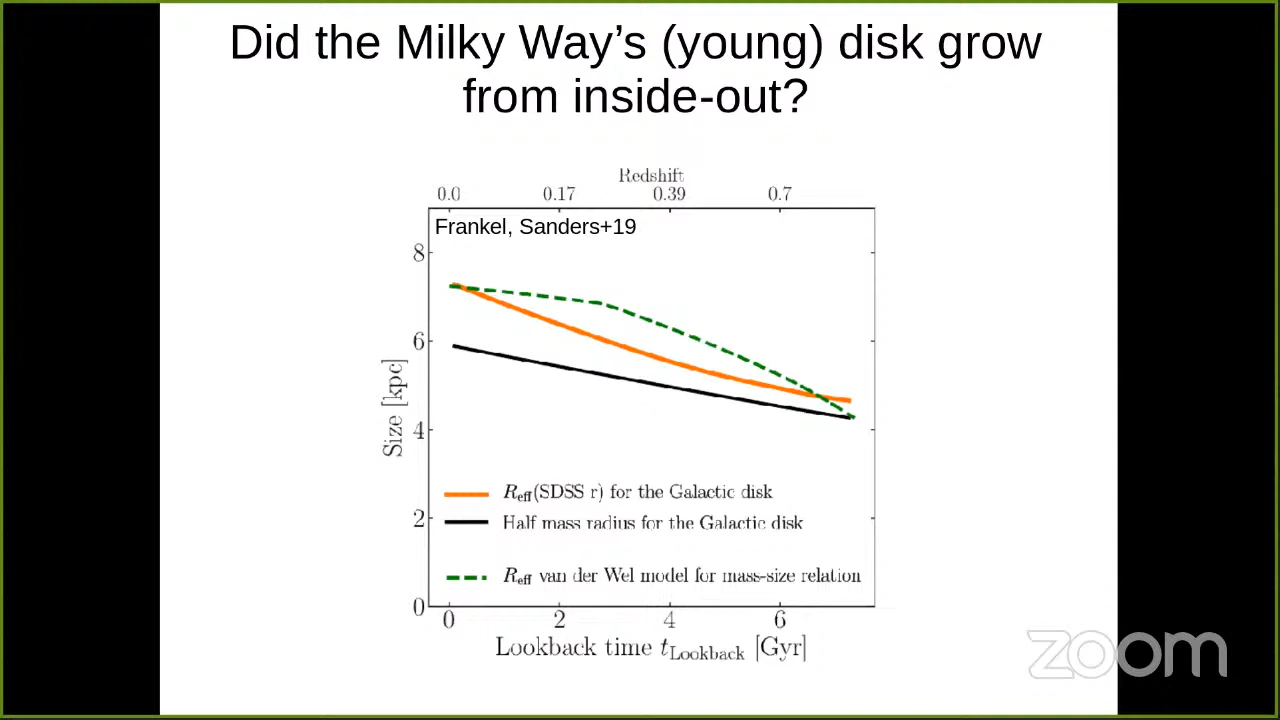 Did the Milky Way’s (young) disk grow
from inside-out?
Redshift
0.0 0.17 0.39 0.7
Frankel, Sanders+19
8
6
4
2
0
Size [kpc]
R_eff(SDSS r) for the Galactic disk
Half mass radius for the Galactic disk
R_eff van der Wel model for mass-size relation
0 2 4 6
Lookback time t_Lookback [Gyr]
zoom